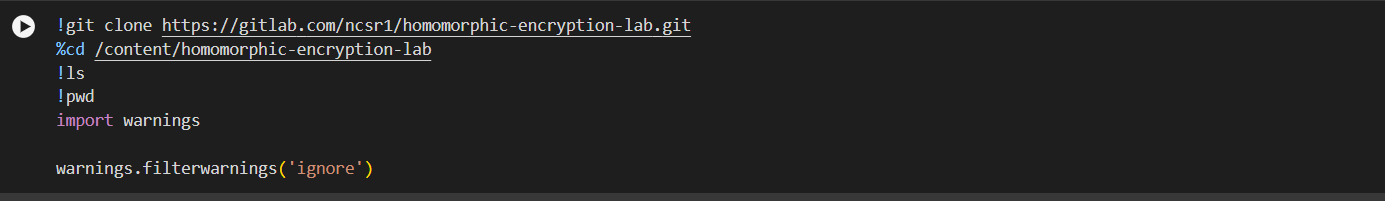 !git clone https://gitlab.com/ncsr1/homomorphic-encryption-lab.git
%cd /content/homomorphic-encryption-lab
!ls
!pwd
import warnings
warnings.filterwarnings('ignore')